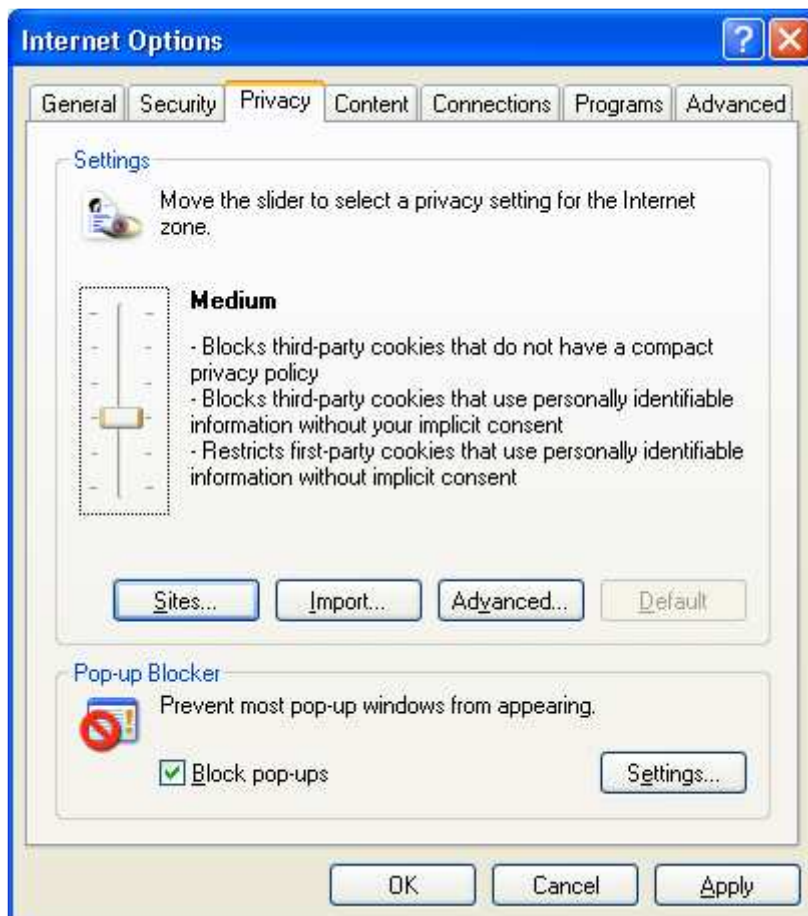 Internet Options
?
General Security Privacy Content Connections Programs Advanced
Settings
Move the slider to select a privacy setting for the Internet
zone.
Medium
- Blocks third-party cookies that do not have a compact
privacy policy
- Blocks third-party cookies that use personally identifiable
information without your implicit consent
- Restricts first-party cookies that use personally identifiable
information without implicit consent
Sites... Import... Advanced... Default
Pop-up Blocker
Prevent most pop-up windows from appearing.
Block pop-ups
Settings...
OK Cancel Apply